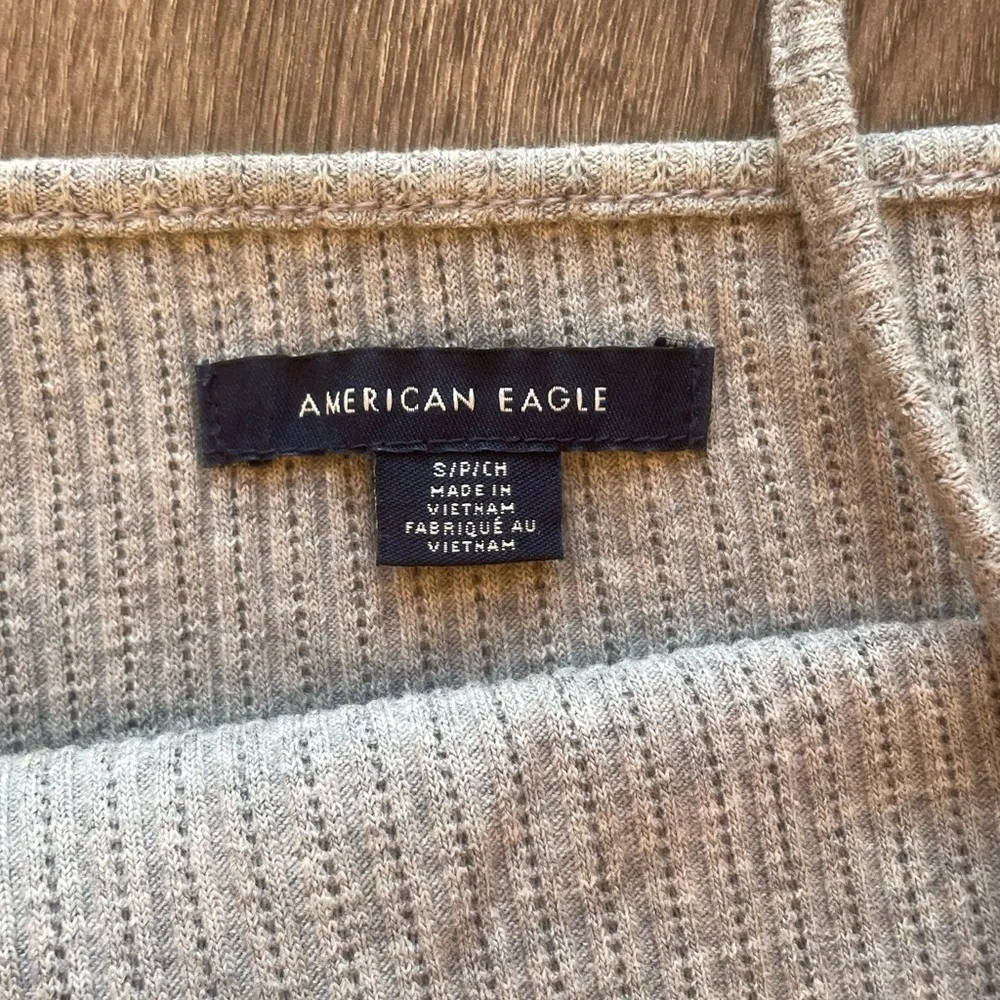 AMERICAN EAGLE
S/P/CH
MADE IN
VIETNAM
FABRIQUÉ AU
VIETNAM